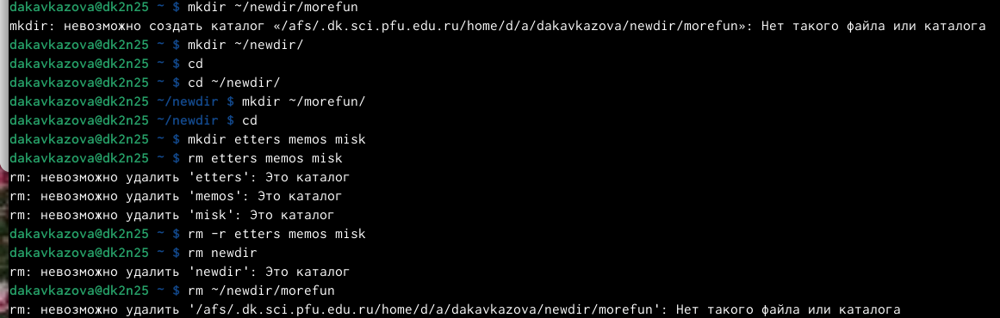 dakavkazova@dk2n25 ~ $ mkdir ~/newdir/morefun
mkdir: невозможно создать каталог «/afs/.dk.sci.pfu.edu.ru/home/d/a/dakavkazova/newdir/morefun»: Нет такого файла или каталога
dakavkazova@dk2n25 ~ $ mkdir ~/newdir/
dakavkazova@dk2n25 ~ $ cd
dakavkazova@dk2n25 ~ $ cd ~/newdir/
dakavkazova@dk2n25 ~/newdir $ mkdir ~/morefun/
dakavkazova@dk2n25 ~/newdir $ cd
dakavkazova@dk2n25 ~ $ mkdir etters memos misk
dakavkazova@dk2n25 ~ $ rm etters memos misk
rm: невозможно удалить 'etters': Это каталог
rm: невозможно удалить 'memos': Это каталог
rm: невозможно удалить 'misk': Это каталог
dakavkazova@dk2n25 ~ $ rm -r etters memos misk
dakavkazova@dk2n25 ~ $ rm newdir
rm: невозможно удалить 'newdir': Это каталог
dakavkazova@dk2n25 ~ $ rm ~/newdir/morefun
rm: невозможно удалить '/afs/.dk.sci.pfu.edu.ru/home/d/a/dakavkazova/newdir/morefun': Нет такого файла или каталога